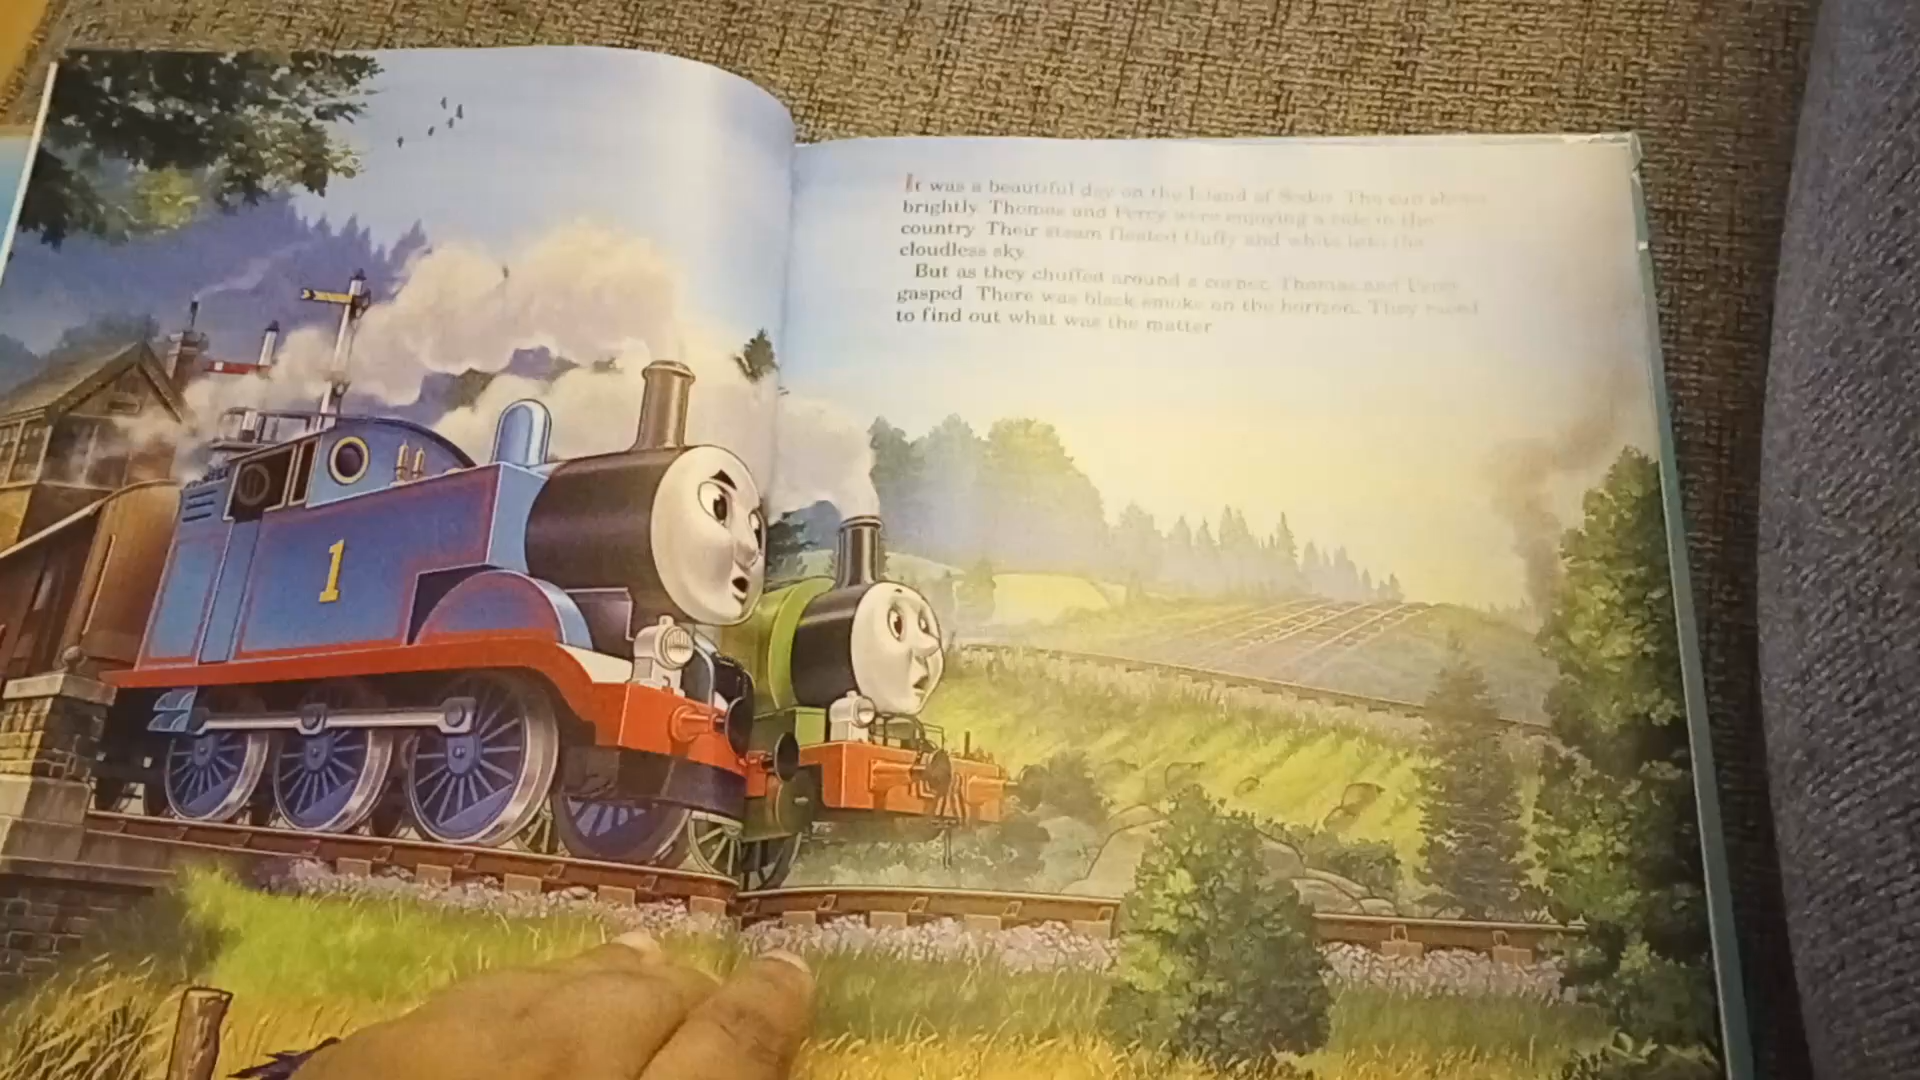 It was a beautiful day on the Island of Sodor. The sun shone
brightly. Thomas and Percy were enjoying a ride in the
country. Their steam floated fluffy and white into the
cloudless sky.
But as they chuffed around a corner, Thomas and Percy
gasped. There was black smoke on the horizon. They raced
to find out what was the matter.
1